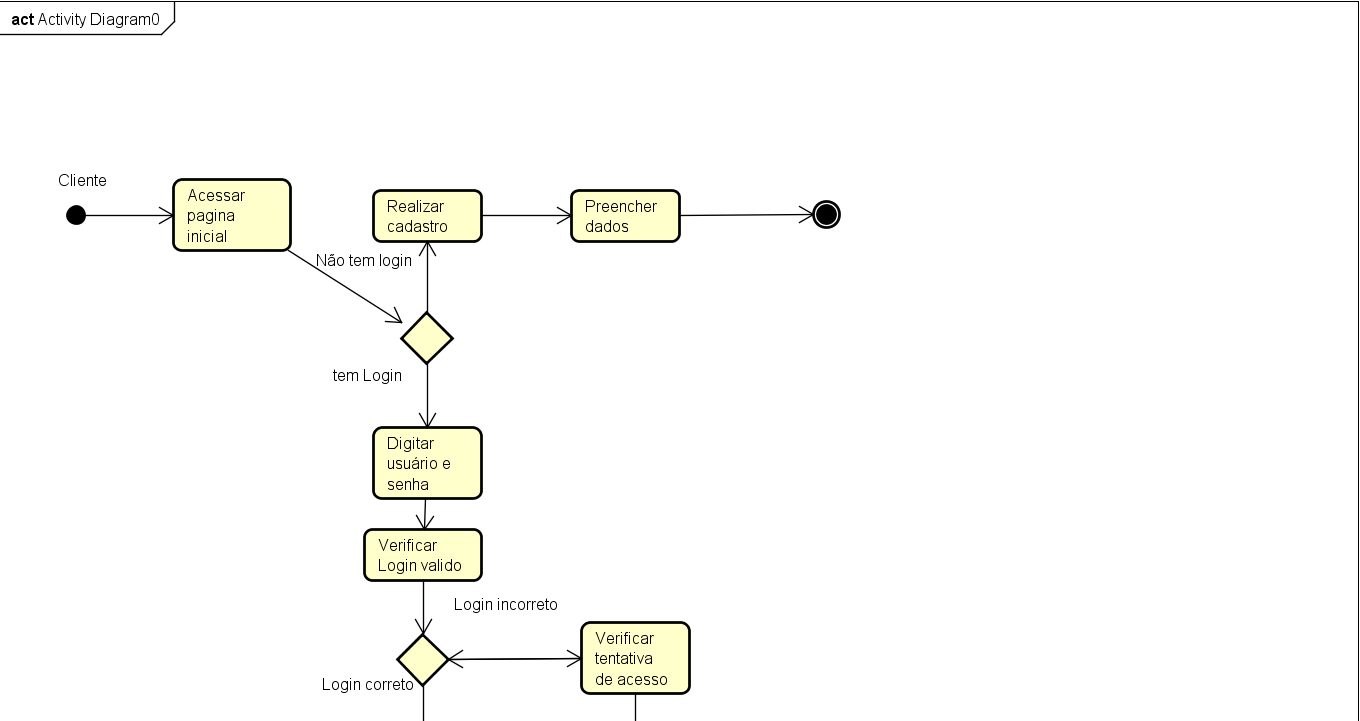 act Activity Diagram0
Cliente
Acessar
pagina
inicial
Realizar
cadastro
Preencher
dados
Não tem login
tem Login
Digitar
usuário e
senha
Verificar
Login valido
Login incorreto
Verificar
tentativa
de acesso
Login correto